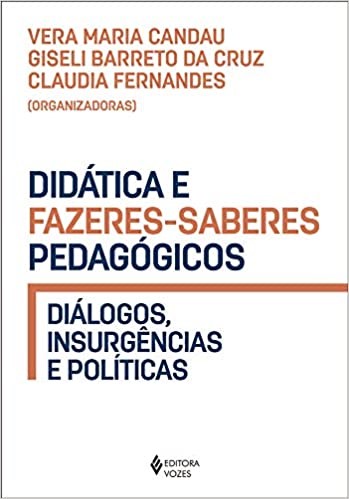 VERA MARIA CANDAU
GISELI BARRETO DA CRUZ
CLAUDIA FERNANDES
(ORGANIZADORAS)
DIDÁTICA E
FAZERES-SABERES
PEDAGÓGICOS
DIÁLOGOS,
INSURGÊNCIAS
E POLÍTICAS
EDITORA
VOZES